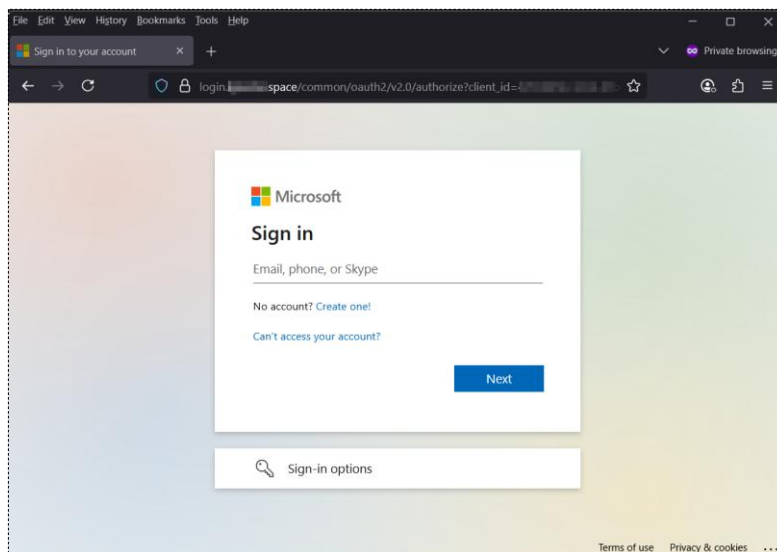 File Edit View History Bookmarks Tools Help
Sign in to your account
Private browsing
login. space/common/oauth2/v2.0/authorize?client_id=
Microsoft
Sign in
Email, phone, or Skype
No account? Create one!
Can't access your account?
Next
Sign-in options
Terms of use Privacy & cookies ...